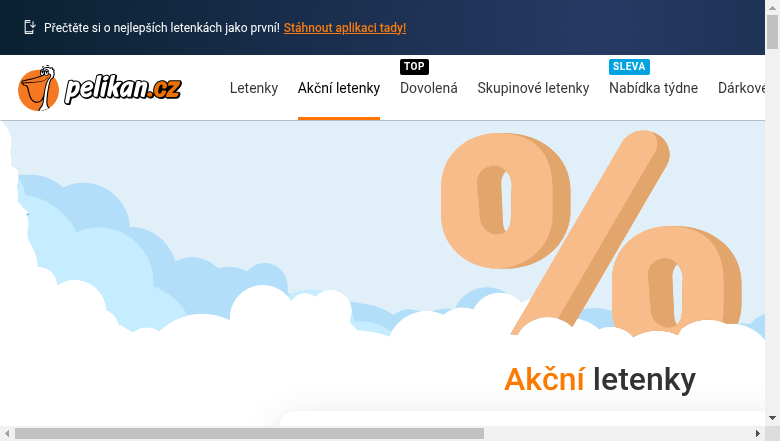 Přečtěte si o nejlepších letenkách jako první! Stáhnout aplikaci tady!
TOP SLEVA
pelikan.cz Letenky Akční letenky Dovolená Skupinové letenky Nabídka týdne Dárkove
%
Akční letenky